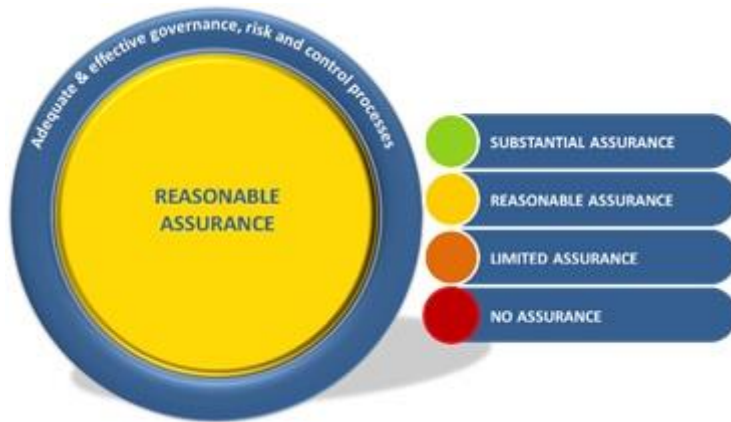 Adequate & effective governance, risk and control processes
REASONABLE
ASSURANCE
SUBSTANTIAL ASSURANCE
REASONABLE ASSURANCE
LIMITED ASSURANCE
NO ASSURANCE